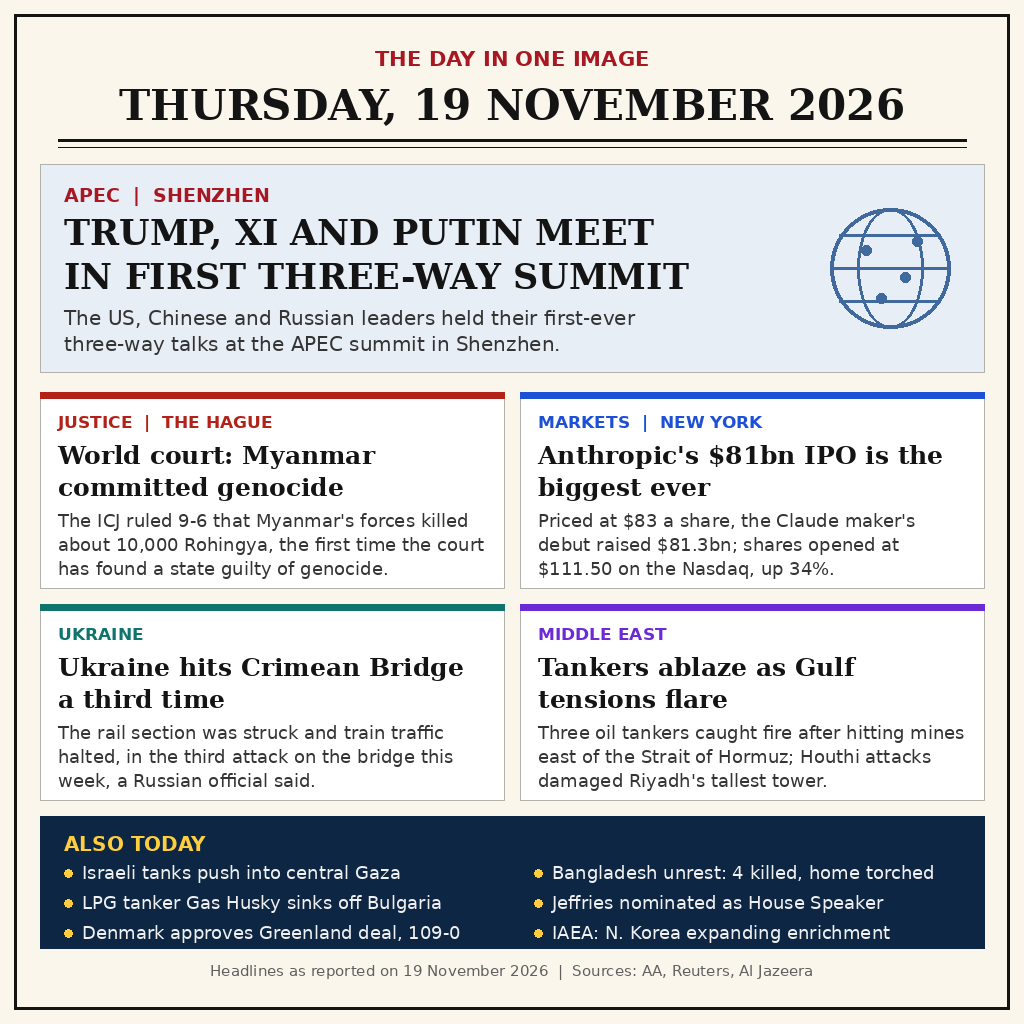 THE DAY IN ONE IMAGE
THURSDAY, 19 NOVEMBER 2026
APEC | SHENZHEN
TRUMP, XI AND PUTIN MEET
IN FIRST THREE-WAY SUMMIT
The US, Chinese and Russian leaders held their first-ever
three-way talks at the APEC summit in Shenzhen.
JUSTICE | THE HAGUE
World court: Myanmar
committed genocide
The ICJ ruled 9-6 that Myanmar's forces killed
about 10,000 Rohingya, the first time the court
has found a state guilty of genocide.
MARKETS | NEW YORK
Anthropic's $81bn IPO is the
biggest ever
Priced at $83 a share, the Claude maker's
debut raised $81.3bn; shares opened at
$111.50 on the Nasdaq, up 34%.
UKRAINE
Ukraine hits Crimean Bridge
a third time
The rail section was struck and train traffic
halted, in the third attack on the bridge this
week, a Russian official said.
MIDDLE EAST
Tankers ablaze as Gulf
tensions flare
Three oil tankers caught fire after hitting mines
east of the Strait of Hormuz; Houthi attacks
damaged Riyadh's tallest tower.
ALSO TODAY
Israeli tanks push into central Gaza
LPG tanker Gas Husky sinks off Bulgaria
Denmark approves Greenland deal, 109-0
Bangladesh unrest: 4 killed, home torched
Jeffries nominated as House Speaker
IAEA: N. Korea expanding enrichment
Headlines as reported on 19 November 2026 | Sources: AA, Reuters, Al Jazeera